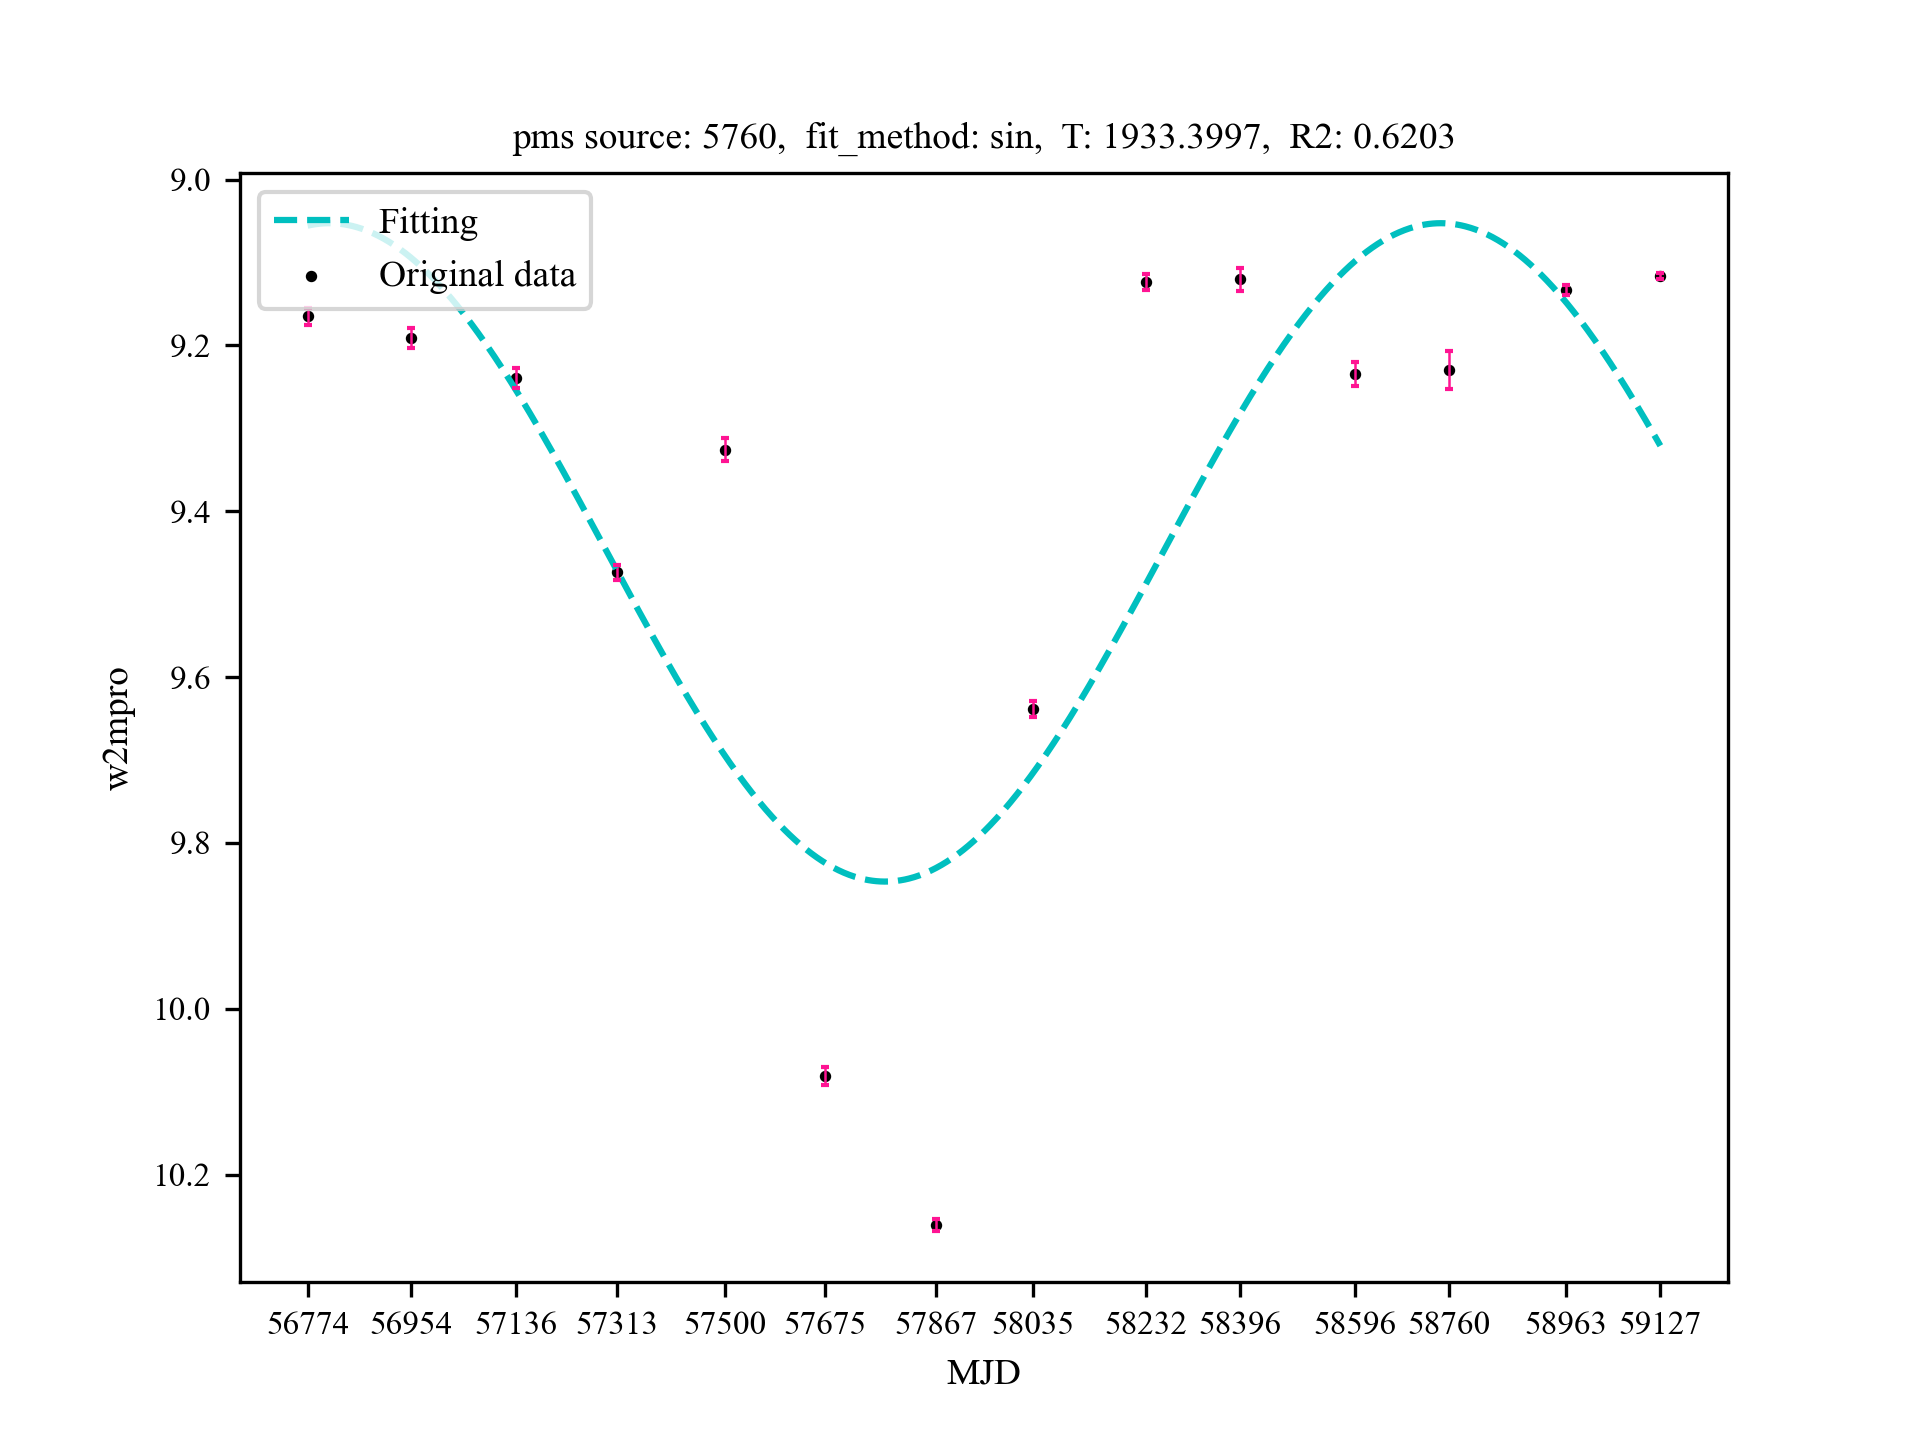 pms source: 5760, fit_method: sin, T: 1933.3997, R2: 0.6203
Fitting
Original data
9.0
9.2
9.4
9.6
9.8
10.0
10.2
w2mpro
56774 56954 57136 57313 57500 57675 57867 58035 58232 58396 58596 58760 58963 59127
MJD